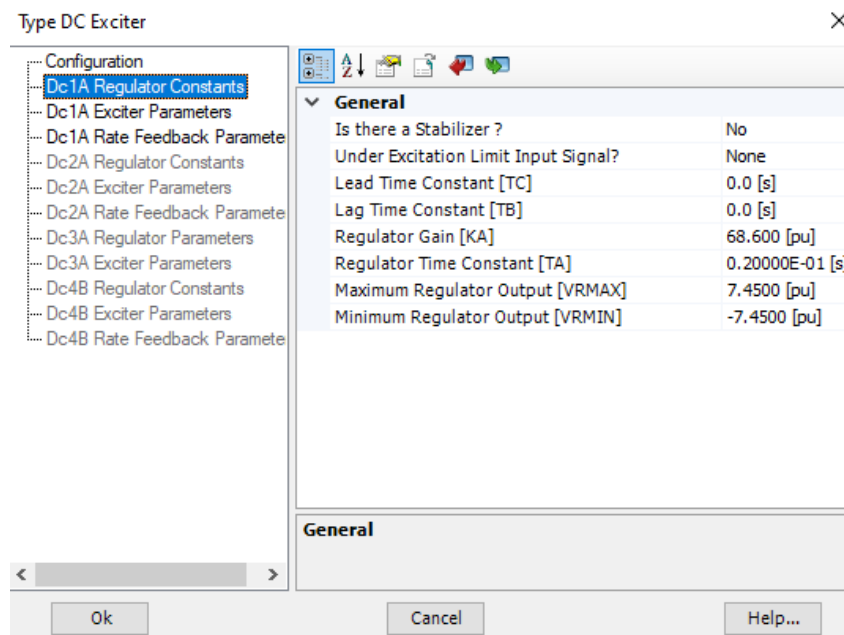 Type DC Exciter
Configuration
Dc1A Regulator Constants
Dc1A Exciter Parameters
Dc1A Rate Feedback Paramete
Dc2A Regulator Constants
Dc2A Exciter Parameters
Dc2A Rate Feedback Paramete
Dc3A Regulator Parameters
Dc3A Exciter Parameters
Dc4B Regulator Constants
Dc4B Exciter Parameters
Dc4B Rate Feedback Paramete
General
Is there a Stabilizer ? No
Under Excitation Limit Input Signal? None
Lead Time Constant [TC] 0.0 [s]
Lag Time Constant [TB] 0.0 [s]
Regulator Gain [KA] 68.600 [pu]
Regulator Time Constant [TA] 0.20000E-01 [s]
Maximum Regulator Output [VRMAX] 7.4500 [pu]
Minimum Regulator Output [VRMIN] -7.4500 [pu]
General
Ok Cancel Help...